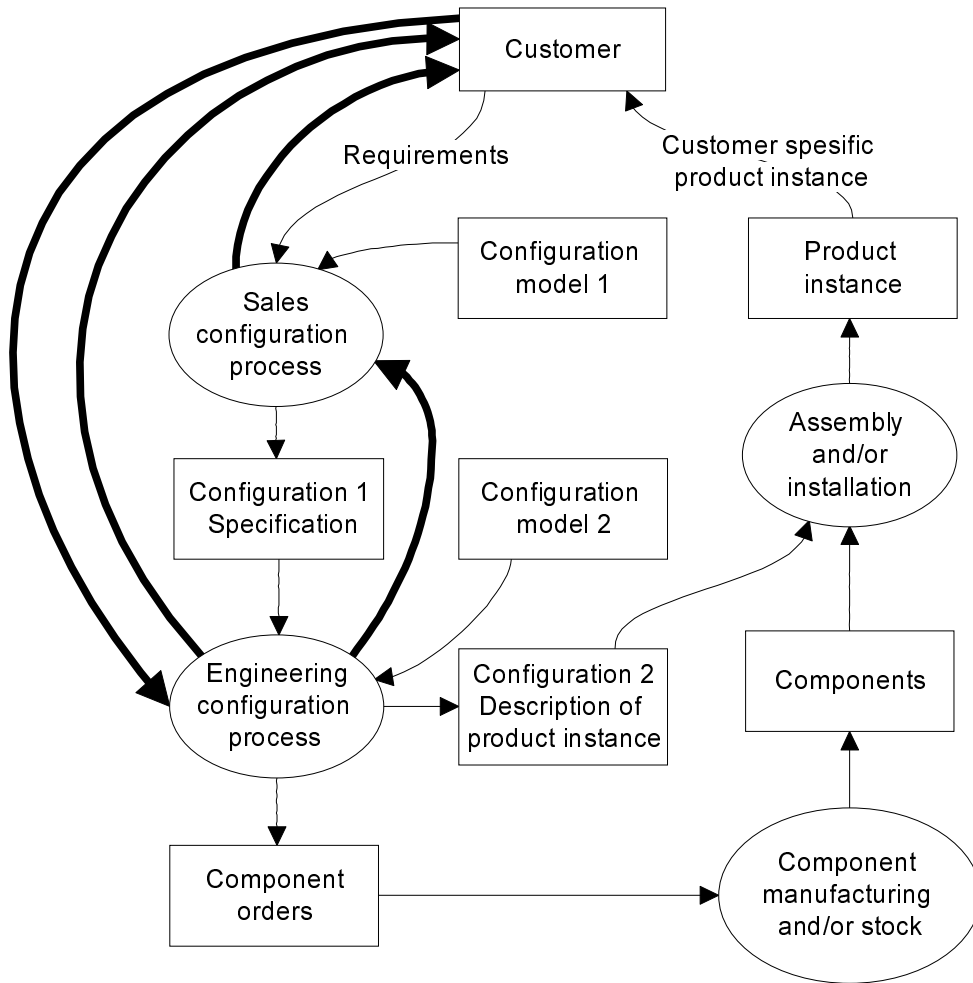 Customer
Requirements
Customer spesific
product instance
Configuration
model 1
Product
instance
Sales
configuration
process
Assembly
and/or
installation
Configuration 1
Specification
Configuration
model 2
Engineering
configuration
process
Configuration 2
Description of
product instance
Components
Component
orders
Component
manufacturing
and/or stock